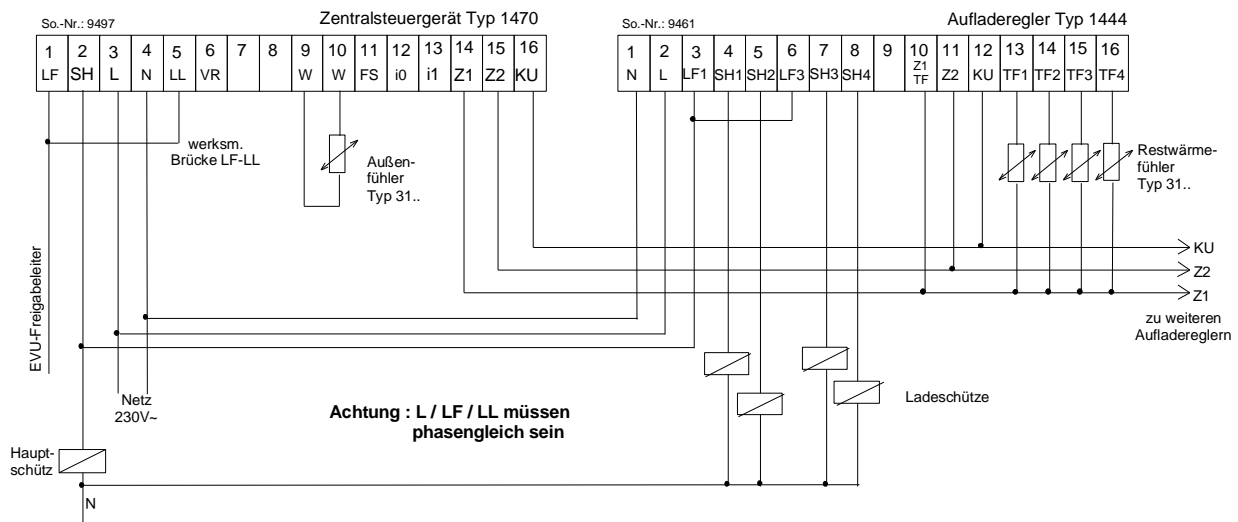 So.-Nr.: 9497
Zentralsteuergerät Typ 1470
1 2 3 4 5 6 7 8 9 10 11 12 13 14 15 16
LF SH L N LL VR W W FS i0 i1 Z1 Z2 KU
So.-Nr.: 9461
Aufladeregler Typ 1444
1 2 3 4 5 6 7 8 9 10 11 12 13 14 15 16
N L LF1 SH1 SH2 LF3 SH3 SH4 Z1 TF Z2 KU TF1 TF2 TF3 TF4
werksm.
Brücke LF-LL
Außen-
fühler
Typ 31..
Restwärme-
fühler
Typ 31..
KU
Z2
Z1
zu weiteren
Aufladereglern
EVU-Freigabeleiter
Netz
230V~
Achtung : L / LF / LL müssen
phasengleich sein
Ladeschütze
Haupt-
schütz
N